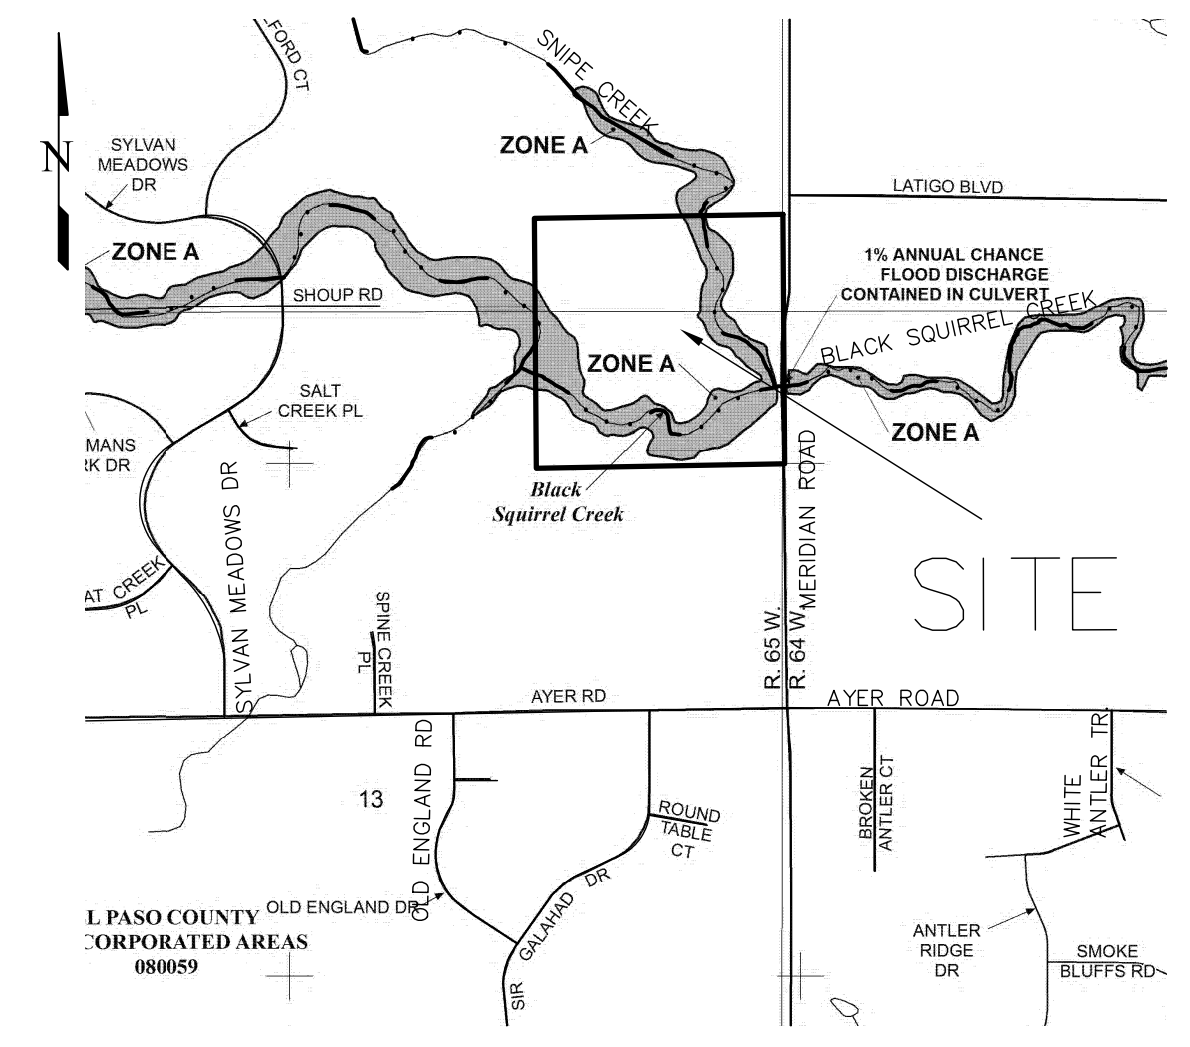 N
LFORD CT
SNIPE CREEK
SYLVAN
MEADOWS
DR
ZONE A
ZONE A
LATIGO BLVD
1% ANNUAL CHANCE
FLOOD DISCHARGE
CONTAINED IN CULVERT
SHOUP RD
BLACK SQUIRREL CREEK
ZONE A
SALT
CREEK PL
MANS
RK DR
ZONE A
Black
Squirrel Creek
SYLVAN MEADOWS DR
MERIDIAN ROAD
SITE
AT CREEK
PL
SPINE CREEK
PL
R. 65 W.
R. 64 W.
AYER RD
AYER ROAD
OLD ENGLAND RD
13
BROKEN
ANTLER CT
WHITE
ANTLER TR.
ROUND
TABLE
CT
OLD ENGLAND DR
SIR GALAHAD DR
L PASO COUNTY
CORPORATED AREAS
080059
ANTLER
RIDGE
DR
SMOKE
BLUFFS RD